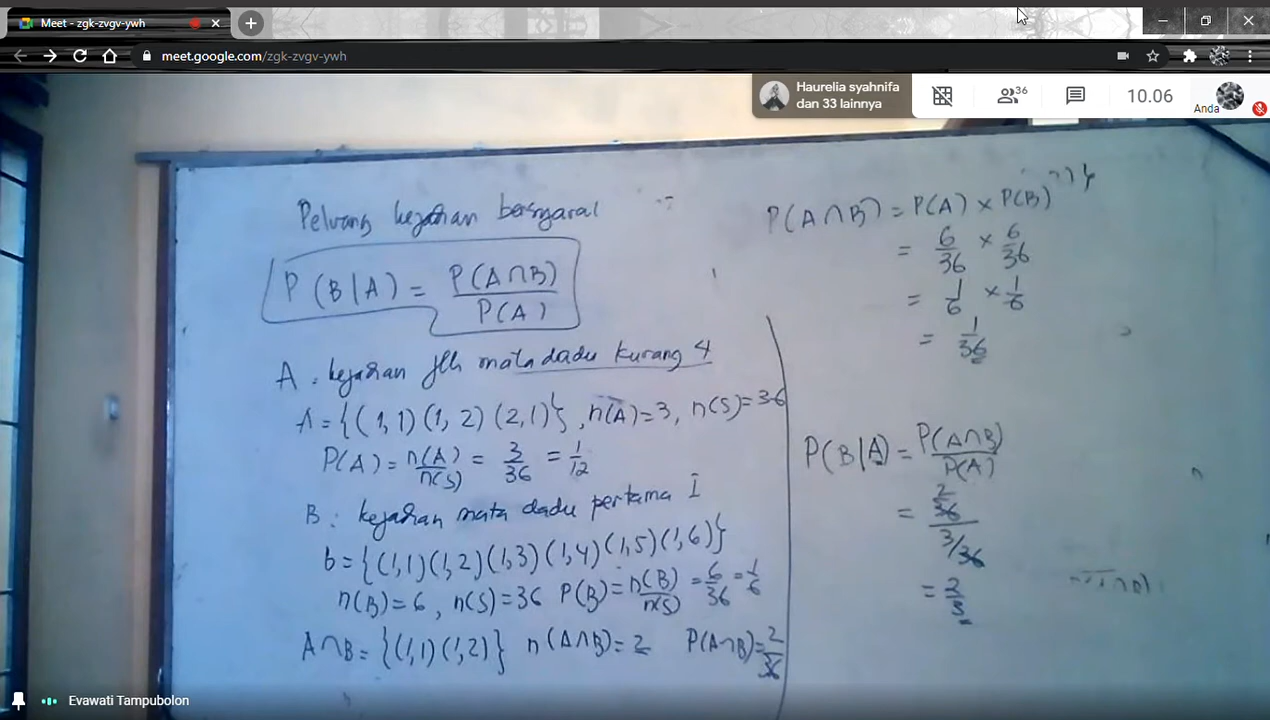 Meet - zgk-zvgv-ywh
meet.google.com/zgk-zvgv-ywh
Haurelia syahnifa
dan 33 lainnya
36
10.06
Anda
Peluang kejadian bersyarat
P(B|A) = P(A∩B) / P(A)
A : kejadian jlh mata dadu kurang 4
A = {(1,1) (1,2) (2,1)}, n(A)=3, n(S)=36
P(A) = n(A)/n(S) = 3/36 = 1/12
B : kejadian mata dadu pertama I
b = {(1,1)(1,2)(1,3)(1,4)(1,5)(1,6)}
n(B)=6, n(S)=36 P(B)=n(B)/n(S)=6/36=1/6
A∩B = {(1,1)(1,2)} n(A∩B)=2 P(A∩B)=2/36
P(A∩B) = P(A) × P(B)
= 6/36 × 6/36
= 1/6 × 1/6
= 1/36
P(B|A) = P(A∩B)/P(A)
= 2/36 / 3/36
= 2/3
Evawati Tampubolon